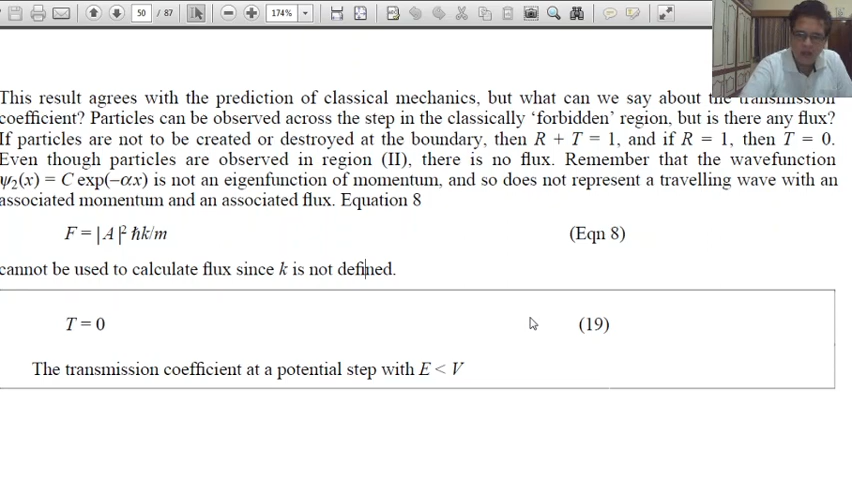 50 / 87 174%
This result agrees with the prediction of classical mechanics, but what can we say about the transmission
coefficient? Particles can be observed across the step in the classically ‘forbidden’ region, but is there any flux?
If particles are not to be created or destroyed at the boundary, then R + T = 1, and if R = 1, then T = 0.
Even though particles are observed in region (II), there is no flux. Remember that the wavefunction
ψ₂(x) = C exp(−αx) is not an eigenfunction of momentum, and so does not represent a travelling wave with an
associated momentum and an associated flux. Equation 8
F = |A|² ħk/m (Eqn 8)
cannot be used to calculate flux since k is not defined.
T = 0 (19)
The transmission coefficient at a potential step with E < V